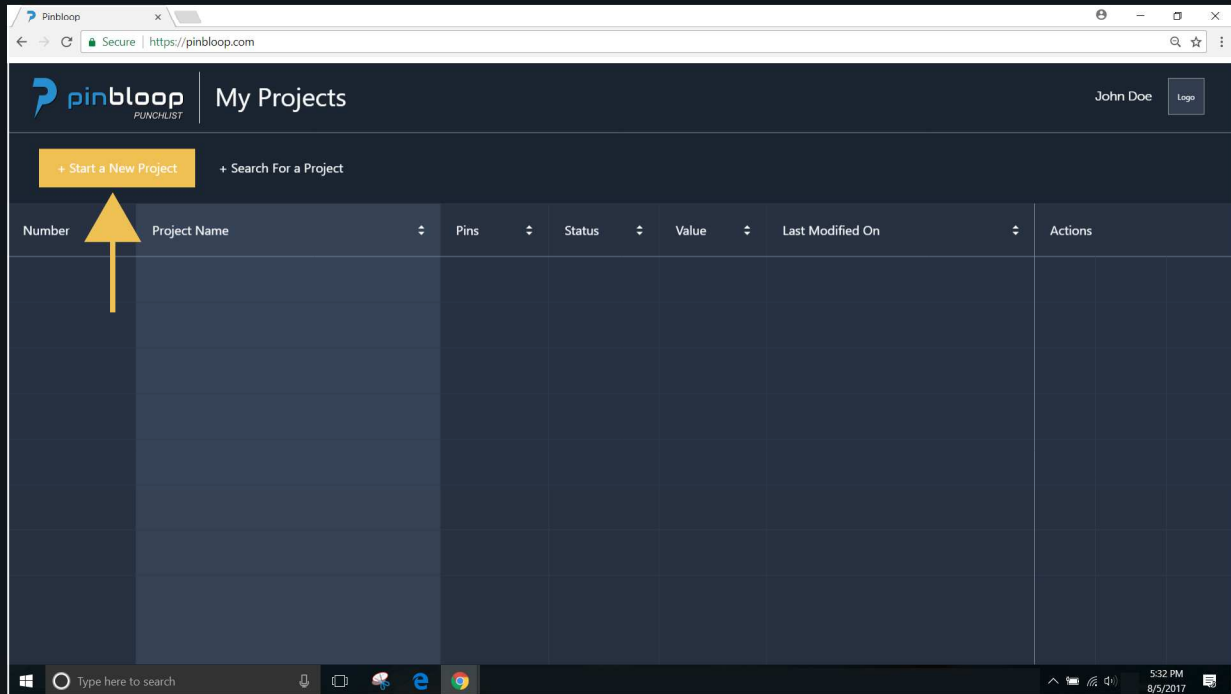 Pinbloop
Secure | https://pinbloop.com
pinbloop
PUNCHLIST
My Projects
John Doe
Logo
+ Start a New Project
+ Search For a Project
Number
Project Name
Pins
Status
Value
Last Modified On
Actions
Type here to search
5:32 PM
8/5/2017